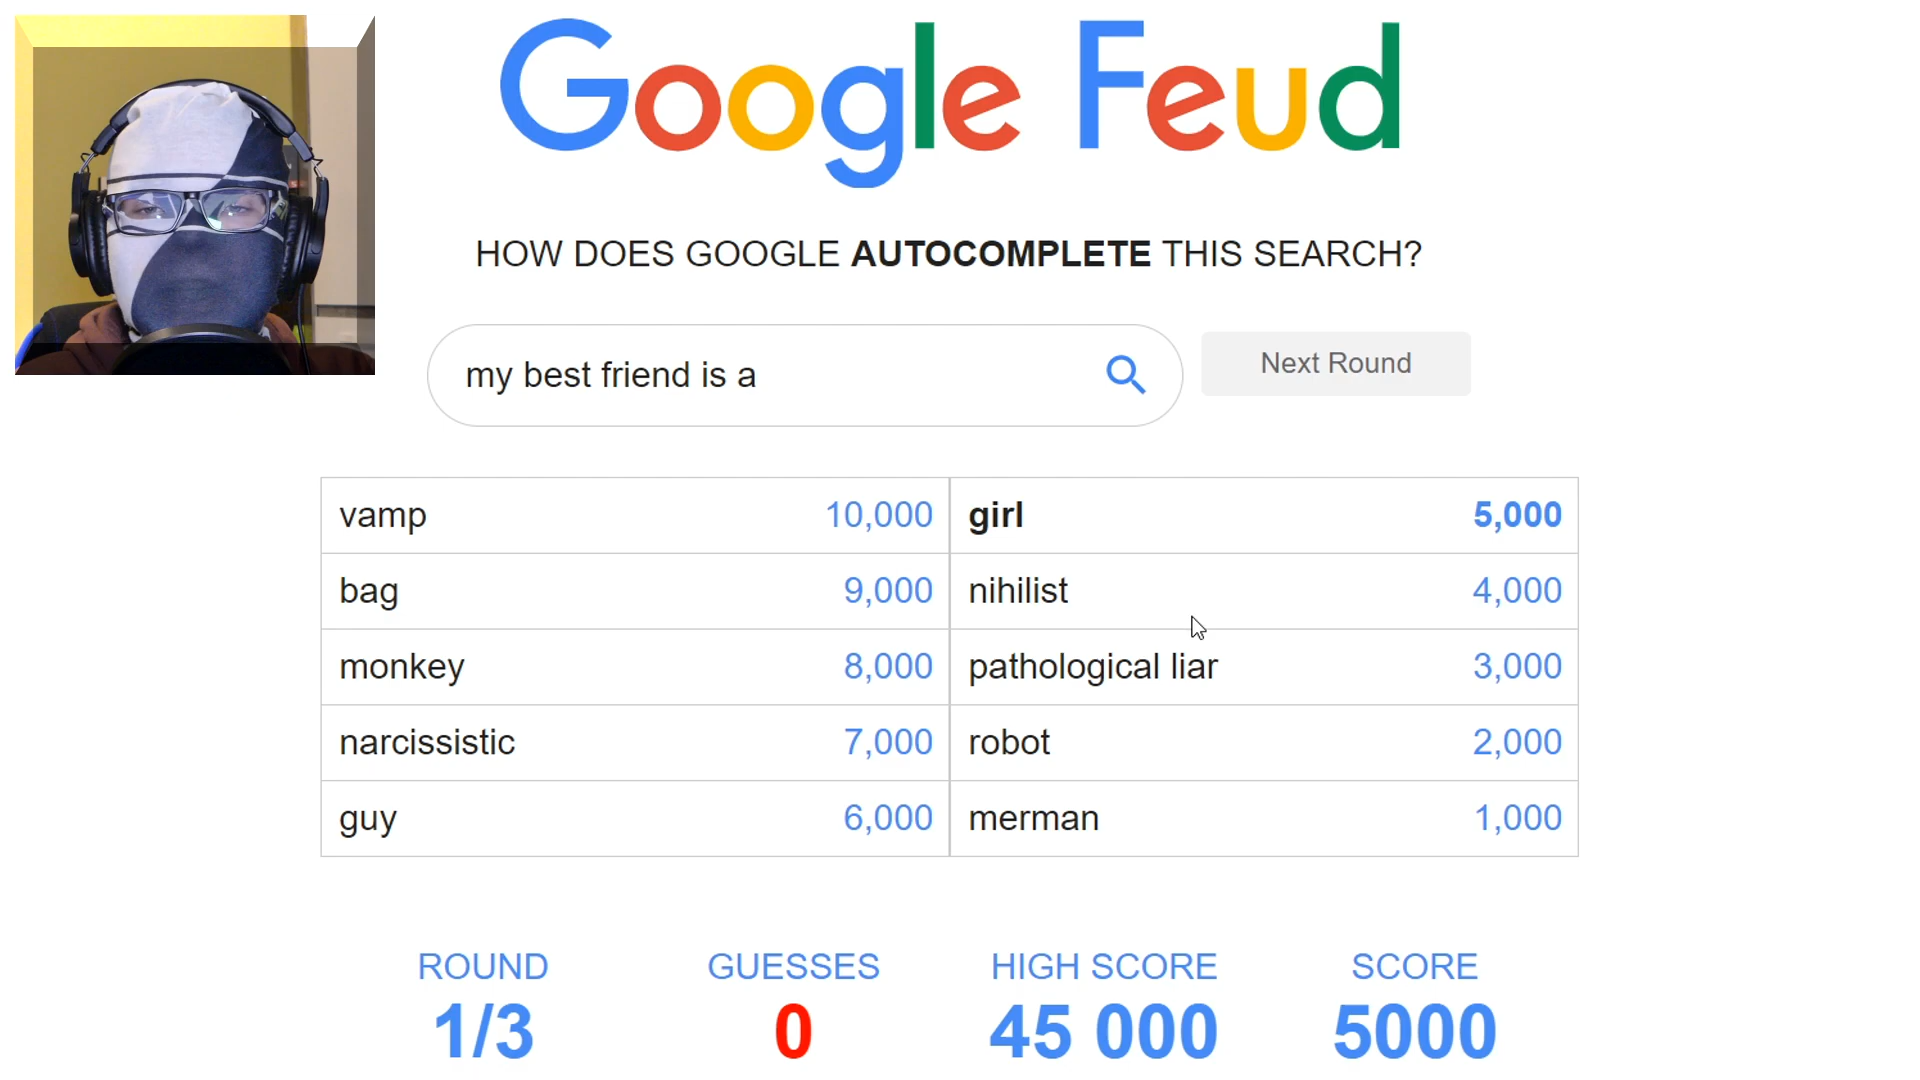 Google Feud
HOW DOES GOOGLE AUTOCOMPLETE THIS SEARCH?
my best friend is a
Next Round
vamp 10,000 girl 5,000
bag 9,000 nihilist 4,000
monkey 8,000 pathological liar 3,000
narcissistic 7,000 robot 2,000
guy 6,000 merman 1,000
ROUND GUESSES HIGH SCORE SCORE
1/3 0 45 000 5000